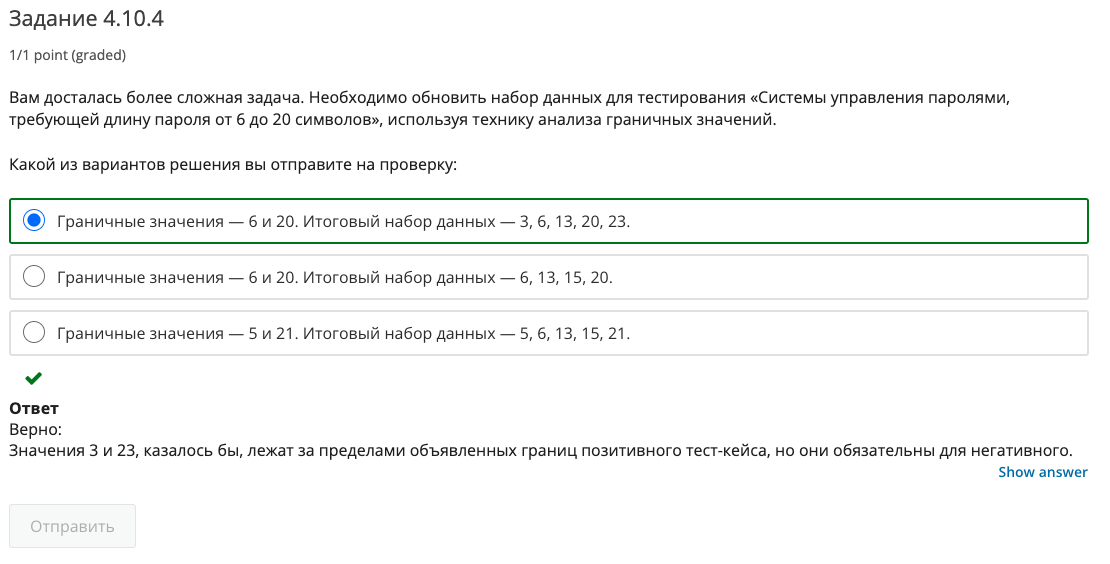 Задание 4.10.4
1/1 point (graded)
Вам досталась более сложная задача. Необходимо обновить набор данных для тестирования «Системы управления паролями,
требующей длину пароля от 6 до 20 символов», используя технику анализа граничных значений.
Какой из вариантов решения вы отправите на проверку:
Граничные значения — 6 и 20. Итоговый набор данных — 3, 6, 13, 20, 23.
Граничные значения — 6 и 20. Итоговый набор данных — 6, 13, 15, 20.
Граничные значения — 5 и 21. Итоговый набор данных — 5, 6, 13, 15, 21.
Ответ
Верно:
Значения 3 и 23, казалось бы, лежат за пределами объявленных границ позитивного тест-кейса, но они обязательны для негативного.
Show answer
Отправить